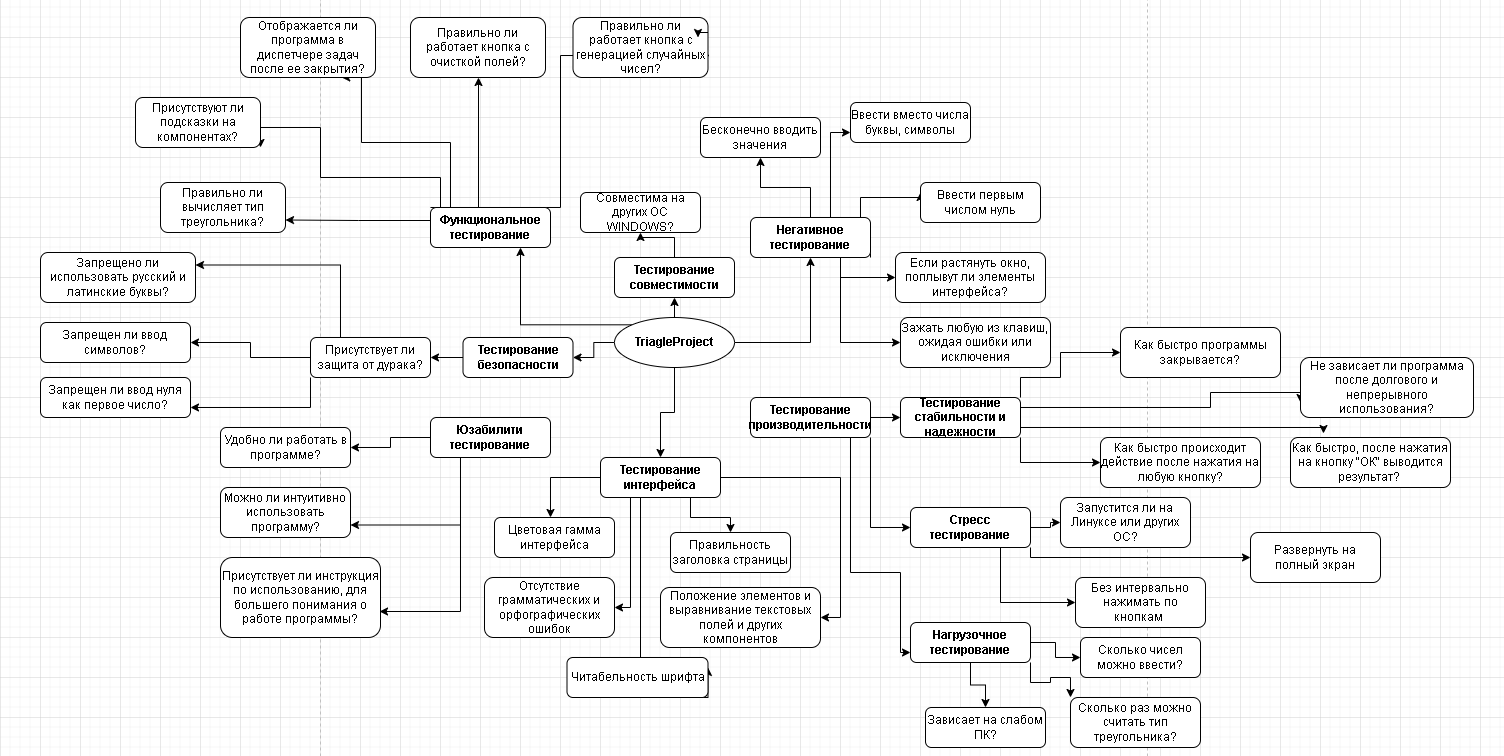 Отображается ли
программа в
диспетчере задач
после ее закрытия?
Правильно ли
работает кнопка с
очисткой полей?
Правильно ли
работает кнопка с
генерацией случайных
чисел?
Присутствуют ли
подсказки на
компонентах?
Бесконечно вводить
значения
Ввести вместо числа
буквы, символы
Правильно ли
вычисляет тип
треугольника?
Функциональное
тестирование
Совместима на
других ОС
WINDOWS?
Негативное
тестирование
Ввести первым
числом нуль
Запрещено ли
использовать русский и
латинские буквы?
Тестирование
совместимости
Если растянуть окно,
поплывут ли элементы
интерфейса?
Запрещен ли ввод
символов?
Присутствует ли
защита от дурака?
Тестирование
безопасности
TriagleProject
Зажать любую из клавиш,
ожидая ошибки или
исключения
Как быстро программы
закрывается?
Запрещен ли ввод нуля
как первое число?
Тестирование
производительности
Тестирование
стабильности и
надежности
Не зависает ли программа
после долгового и
непрерывного
использования?
Удобно ли работать в
программе?
Юзабилити
тестирование
Тестирование
интерфейса
Как быстро происходит
действие после нажатия на
любую кнопку?
Как быстро, после нажатия
на кнопку "ОК" выводится
результат?
Можно ли интуитивно
использовать
программу?
Цветовая гамма
интерфейса
Правильность
заголовка страницы
Стресс
тестирование
Запустится ли на
Линуксе или других
ОС?
Развернуть на
полный экран
Присутствует ли инструкция
по использованию, для
большего понимания о
работе программы?
Отсутствие
грамматических и
орфографических
ошибок
Положение элементов и
выравнивание текстовых
полей и других
компонентов
Без интервально
нажимать по
кнопкам
Читабельность шрифта
Нагрузочное
тестирование
Сколько чисел
можно ввести?
Зависает на слабом
ПК?
Сколько раз можно
считать тип
треугольника?